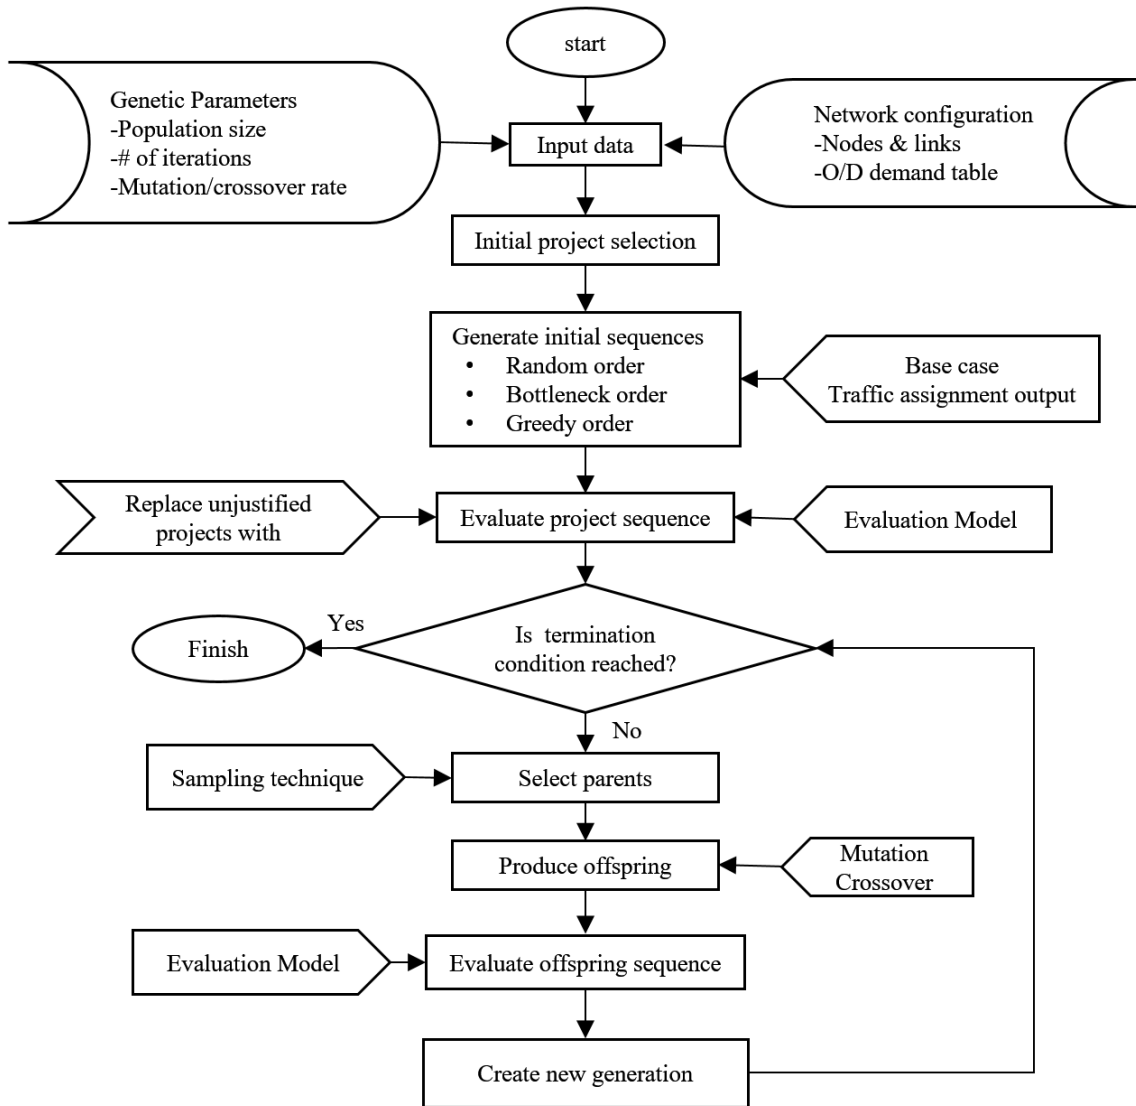 start
Genetic Parameters
-Population size
-# of iterations
-Mutation/crossover rate
Input data
Network configuration
-Nodes & links
-O/D demand table
Initial project selection
Generate initial sequences
• Random order
• Bottleneck order
• Greedy order
Base case
Traffic assignment output
Replace unjustified
projects with
Evaluate project sequence
Evaluation Model
Yes
Finish
Is termination
condition reached?
No
Sampling technique
Select parents
Produce offspring
Mutation
Crossover
Evaluation Model
Evaluate offspring sequence
Create new generation